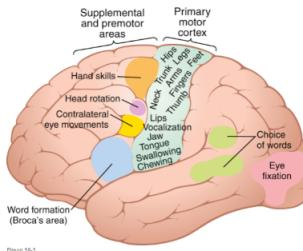 Supplemental
and premotor
areas
Primary
motor
cortex
Hips
Legs
Feet
Trunk
Arms
Fingers
Thumb
Neck
Hand skills
Head rotation
Contralateral
eye movements
Lips
Vocalization
Jaw
Tongue
Swallowing
Chewing
Choice
of words
Eye
fixation
Word formation
(Broca's area)